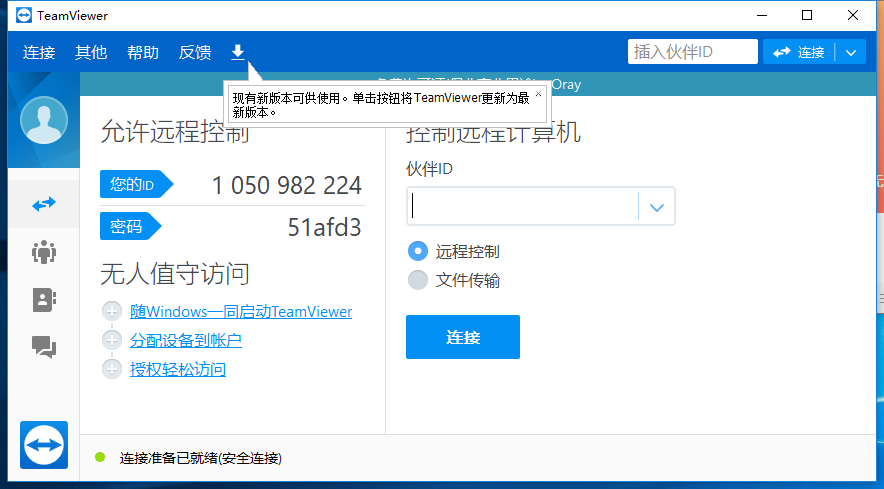 TeamViewer
连接 其他 帮助 反馈
插入伙伴ID 连接
Oray
现有新版本可供使用。单击按钮将TeamViewer更新为最
新版本。
允许远程控制
您的ID 1 050 982 224
密码 51afd3
无人值守访问
随Windows一同启动TeamViewer
分配设备到帐户
授权轻松访问
控制远程计算机
伙伴ID
远程控制
文件传输
连接
连接准备已就绪(安全连接)